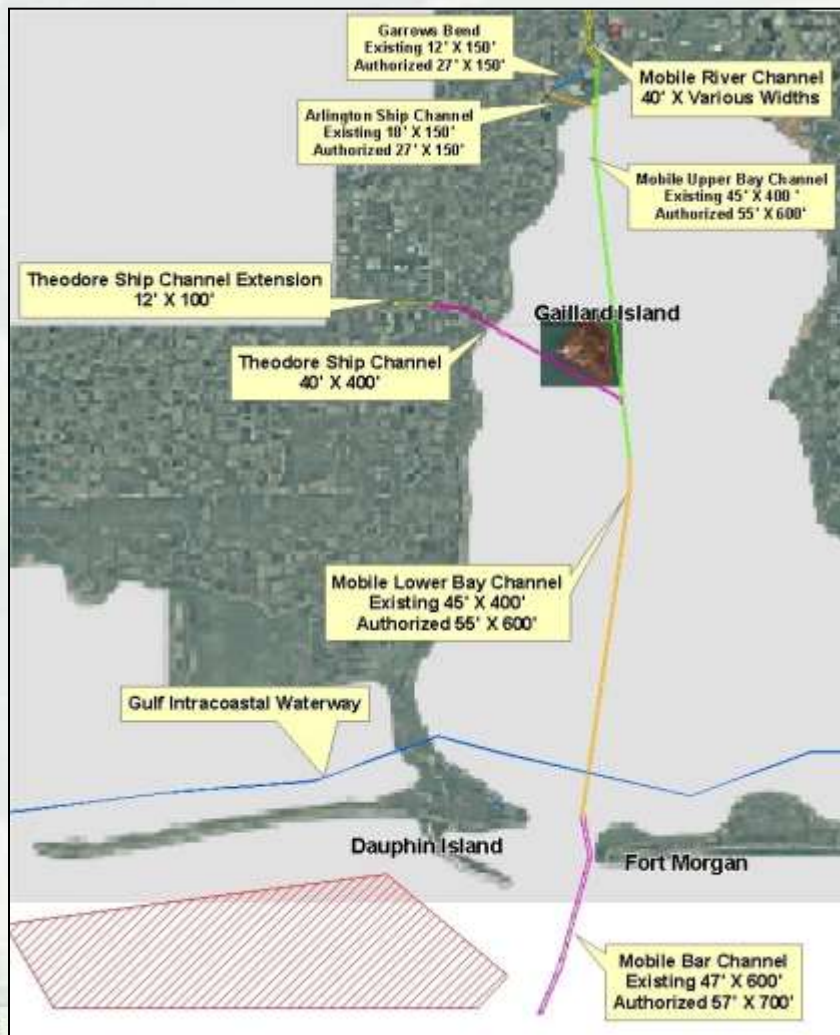 Garrows Bend
Existing 12' X 150'
Authorized 27' X 150'
Mobile River Channel
40' X Various Widths
Arlington Ship Channel
Existing 18' X 150'
Authorized 27' X 150'
Mobile Upper Bay Channel
Existing 45' X 400 '
Authorized 55' X 600'
Theodore Ship Channel Extension
12' X 100'
Gaillard Island
Theodore Ship Channel
40' X 400'
Mobile Lower Bay Channel
Existing 45' X 400'
Authorized 55' X 600'
Gulf Intracoastal Waterway
Dauphin Island
Fort Morgan
Mobile Bar Channel
Existing 47' X 600'
Authorized 57' X 700'